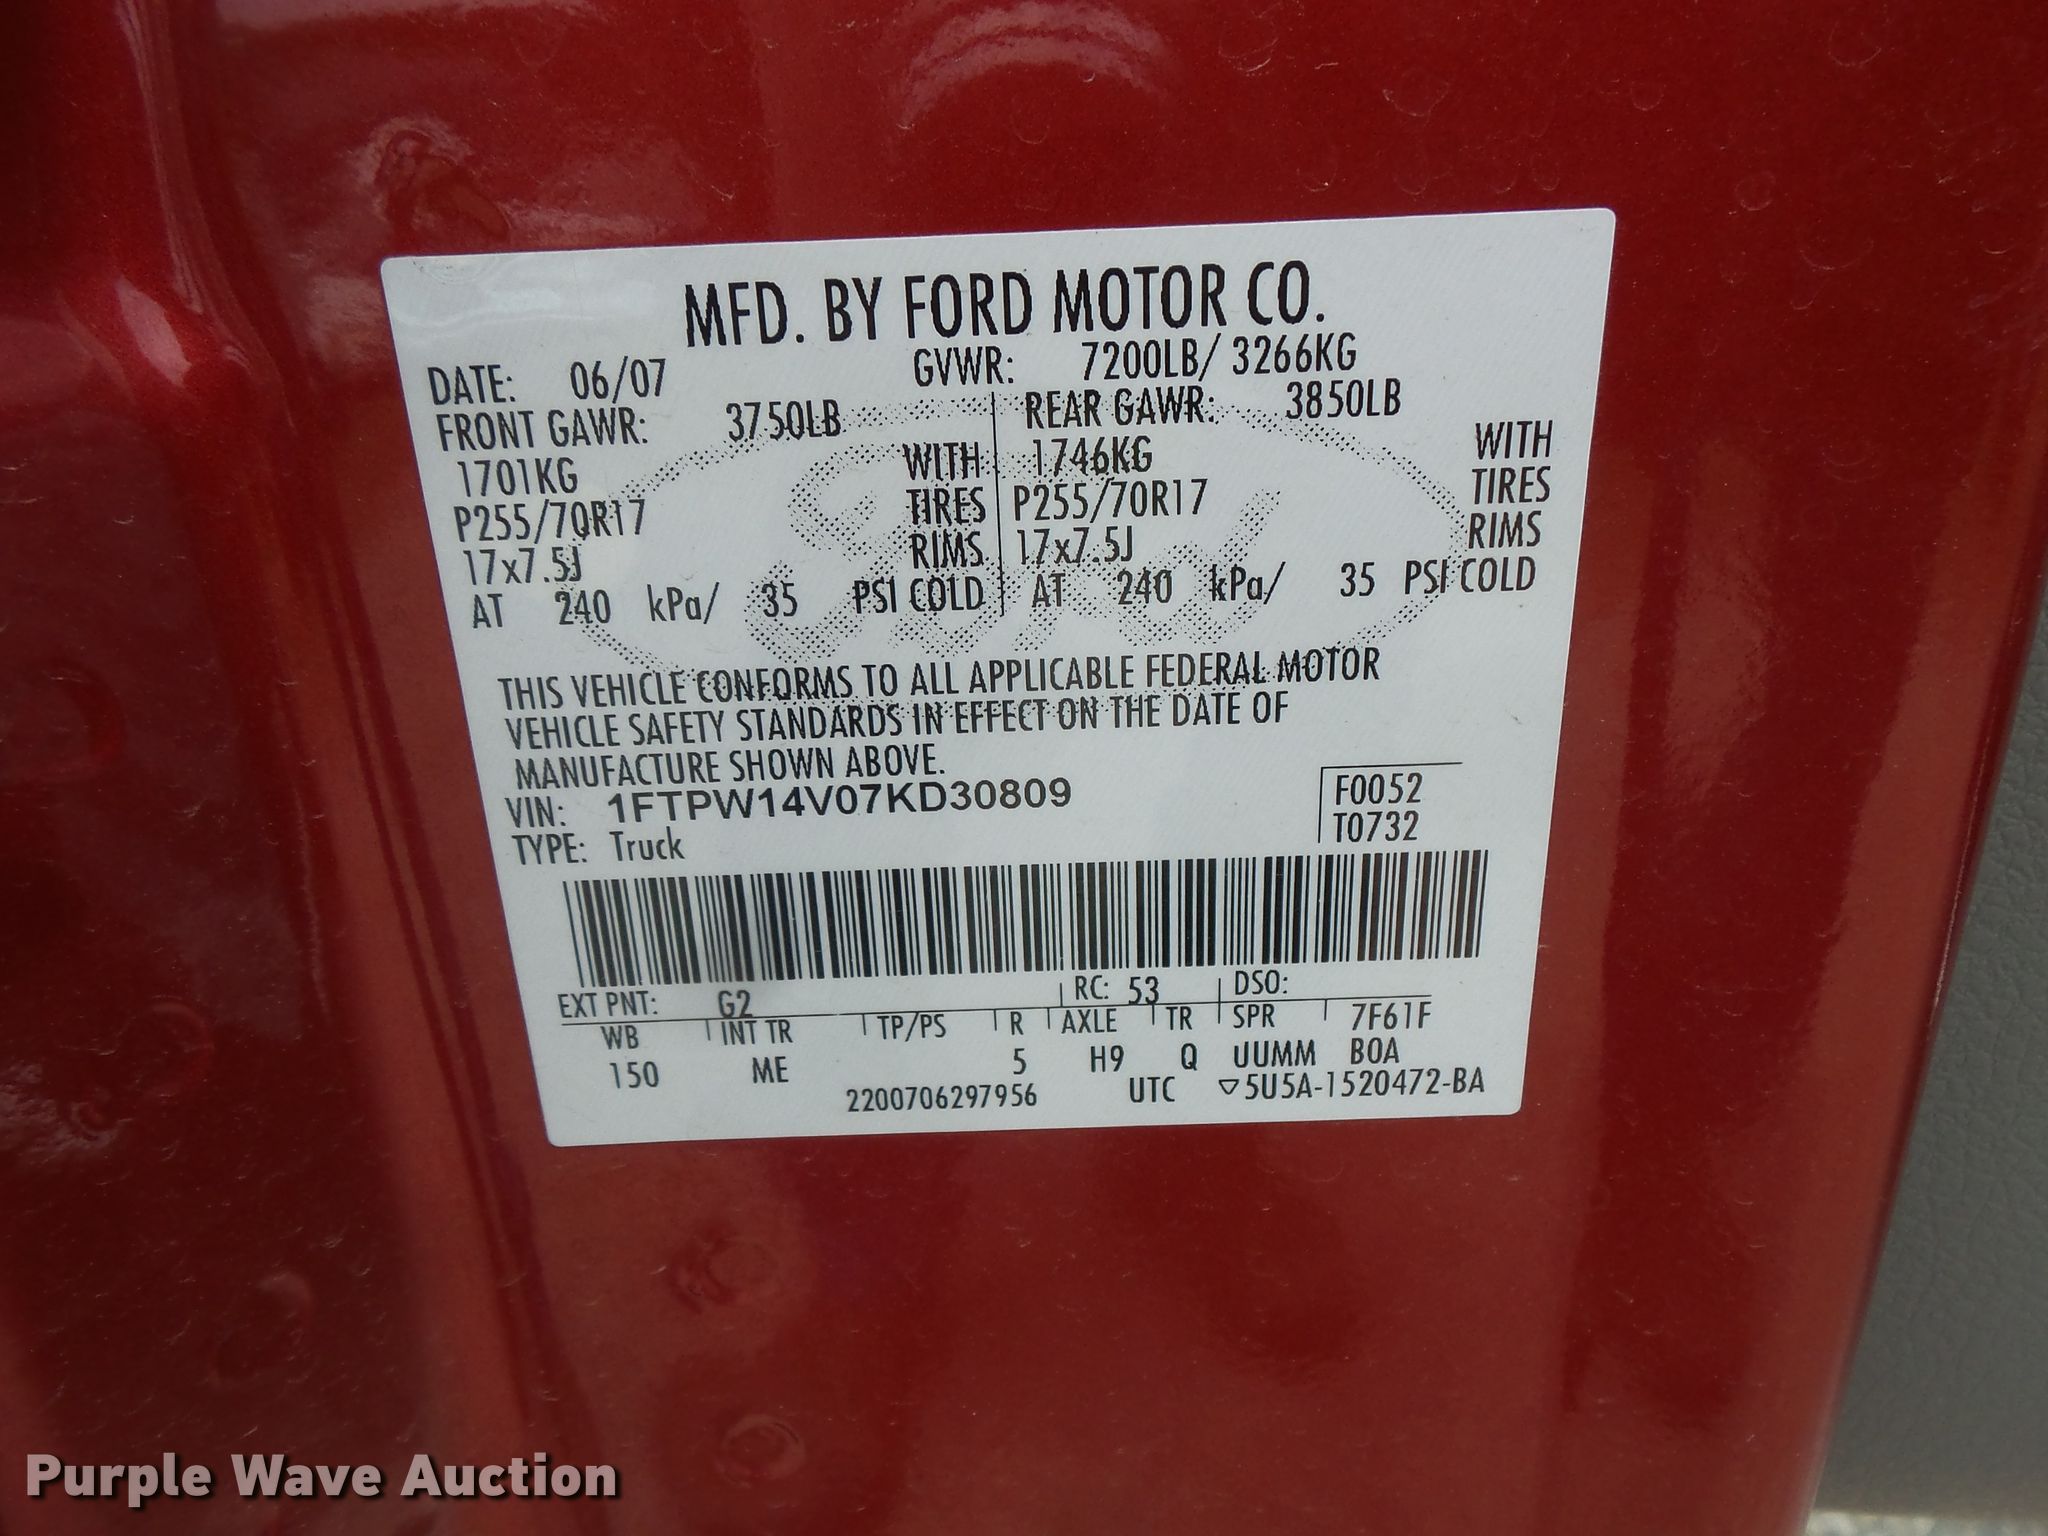 MFD. BY FORD MOTOR CO.
DATE: 06/07 GVWR: 7200LB/ 3266KG
FRONT GAWR: 3750LB REAR GAWR: 3850LB
1701KG WITH 1746KG WITH
P255/70R17 TIRES P255/70R17 TIRES
17x7.5J RIMS 17x7.5J RIMS
AT 240 kPa/ 35 PSI COLD AT 240 kPa/ 35 PSI COLD
Ford
THIS VEHICLE CONFORMS TO ALL APPLICABLE FEDERAL MOTOR
VEHICLE SAFETY STANDARDS IN EFFECT ON THE DATE OF
MANUFACTURE SHOWN ABOVE.
VIN: 1FTPW14V07KD30809 F0052
TYPE: Truck T0732
EXT PNT: G2 RC: 53 DSO:
WB INT TR TP/PS R AXLE TR SPR 7F61F
150 ME 5 H9 Q UUMM BOA
2200706297956 UTC ▽5U5A-1520472-BA
Purple Wave Auction